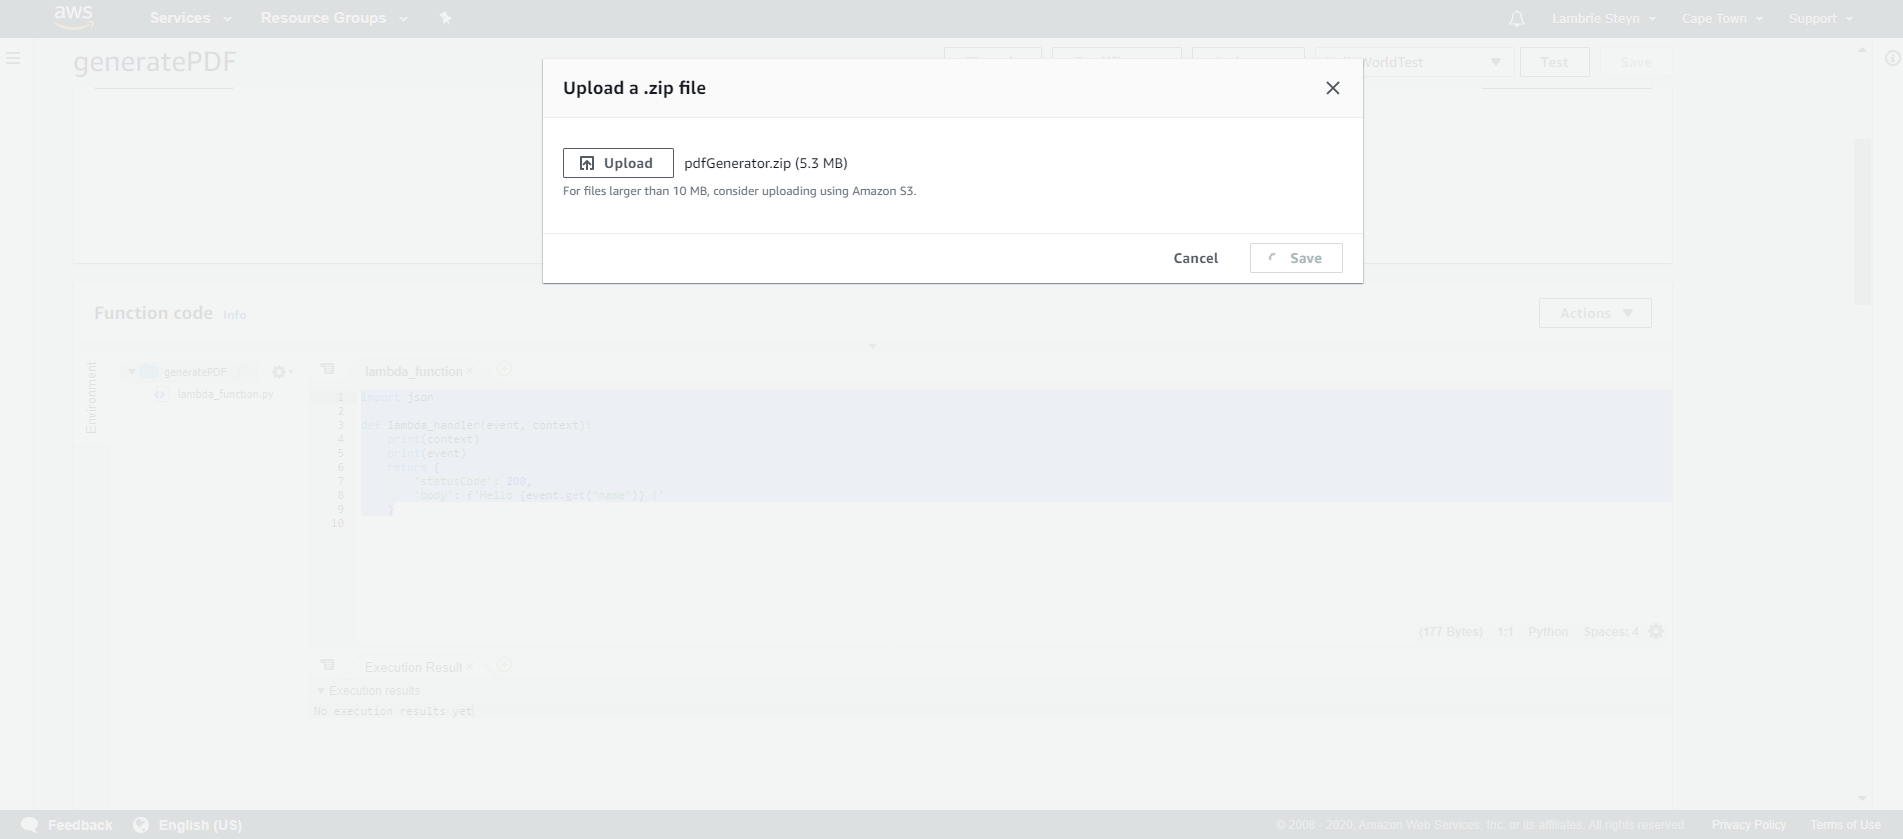 aws
Services
Resource Groups
Lambrie Steyn
Cape Town
Support
generatePDF
WorldTest
Test
Save
Upload a .zip file
Upload
pdfGenerator.zip (5.3 MB)
For files larger than 10 MB, consider uploading using Amazon S3.
Cancel
Save
Function code Info
Actions
Environment
generatePDF
lambda_function.py
lambda_function ×
1 import json
2
3 def lambda_handler(event, context):
4 print(context)
5 print(event)
6 return {
7 'statusCode': 200,
8 'body': f'Hello {event.get("name")} !'
9 }
10
(177 Bytes) 1:1 Python Spaces: 4
Execution Result ×
Execution results
No execution results yet
Feedback
English (US)
© 2008 - 2020, Amazon Web Services, Inc. or its affiliates. All rights reserved.
Privacy Policy
Terms of Use